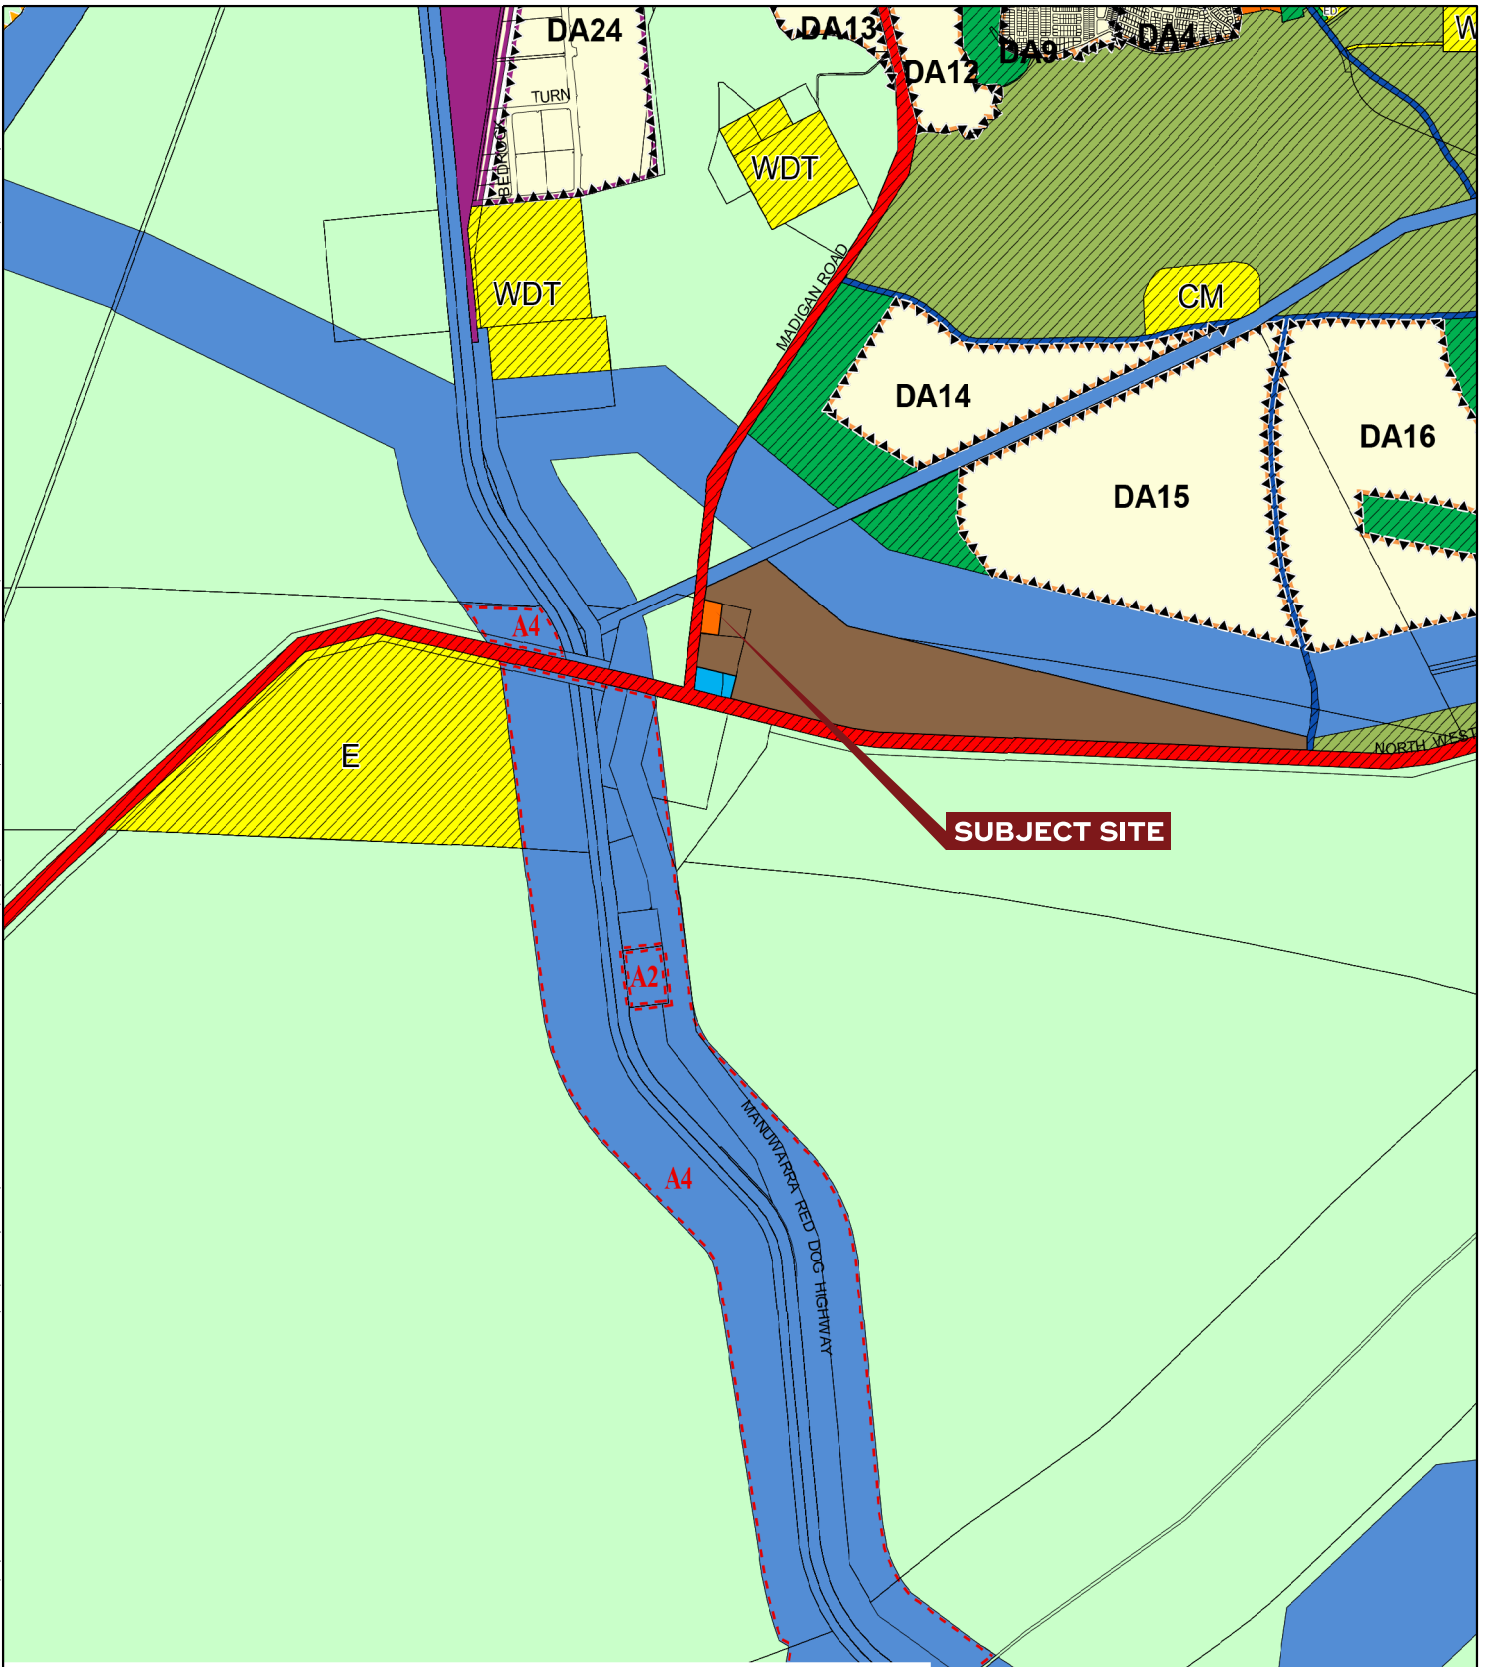 DA24
DA13
DA12
DA9
DA4
ED
W
TURN
BEDROCK
WDT
WDT
MADIGAN ROAD
CM
DA14
DA15
DA16
A4
E
NORTH WEST
SUBJECT SITE
A2
A4
MANUWARRA RED DOG HIGHWAY